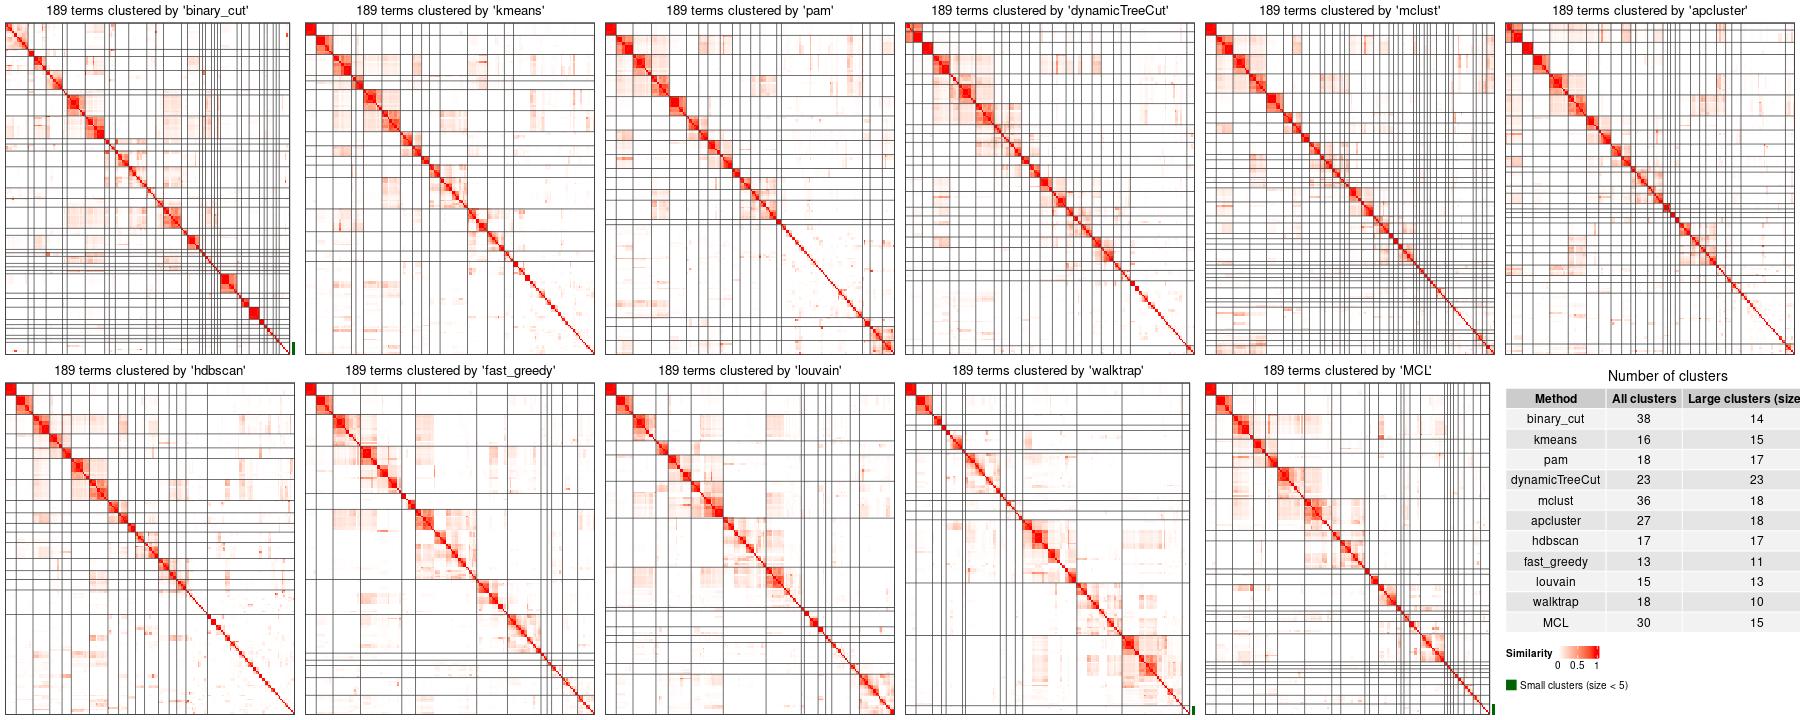 189 terms clustered by 'binary_cut'
189 terms clustered by 'kmeans'
189 terms clustered by 'pam'
189 terms clustered by 'dynamicTreeCut'
189 terms clustered by 'mclust'
189 terms clustered by 'apcluster'
189 terms clustered by 'hdbscan'
189 terms clustered by 'fast_greedy'
189 terms clustered by 'louvain'
189 terms clustered by 'walktrap'
189 terms clustered by 'MCL'
Number of clusters
Method All clusters Large clusters (size
binary_cut 38 14
kmeans 16 15
pam 18 17
dynamicTreeCut 23 23
mclust 36 18
apcluster 27 18
hdbscan 17 17
fast_greedy 13 11
louvain 15 13
walktrap 18 10
MCL 30 15
Similarity
0 0.5 1
Small clusters (size < 5)